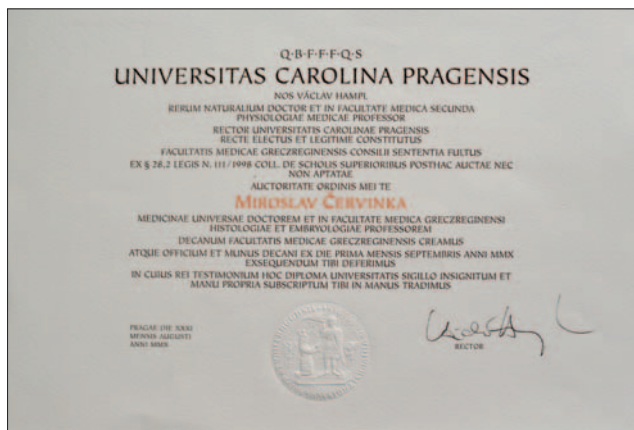 Q·B·F·F·F·Q·S
UNIVERSITAS CAROLINA PRAGENSIS
NOS VÁCLAV HAMPL
RERUM NATURALIUM DOCTOR ET IN FACULTATE MEDICA SECUNDA
PHYSIOLOGIAE MEDICAE PROFESSOR
RECTOR UNIVERSITATIS CAROLINAE PRAGENSIS
RECTE ELECTUS ET LEGITIME CONSTITUTUS
FACULTATIS MEDICAE GRECZREGINENSIS CONSILII SENTENTIA FULTUS
EX § 28,2 LEGIS N. 111/1998 COLL. DE SCHOLIS SUPERIORIBUS POSTHAC AUCTAE NEC
NON APTATAE
AUCTORITATE ORDINIS MEI TE
MIROSLAV ČERVINKA
MEDICINAE UNIVERSAE DOCTOREM ET IN FACULTATE MEDICA GRECZREGINENSI
HISTOLOGIAE ET EMBRYOLOGIAE PROFESSOREM
DECANUM FACULTATIS MEDICAE GRECZREGINENSIS CREAMUS
ATQUE OFFICIUM ET MUNUS DECANI EX DIE PRIMA MENSIS SEPTEMBRIS ANNI MMX
EXSEQUENDUM TIBI DEFERIMUS
IN CUIUS REI TESTIMONIUM HOC DIPLOMA UNIVERSITATIS SIGILLO INSIGNITUM ET
MANU PROPRIA SUBSCRIPTUM TIBI IN MANUS TRADIMUS
PRAGAE DIE XXXI
MENSIS AUGUSTI
ANNI MMX
RECTOR